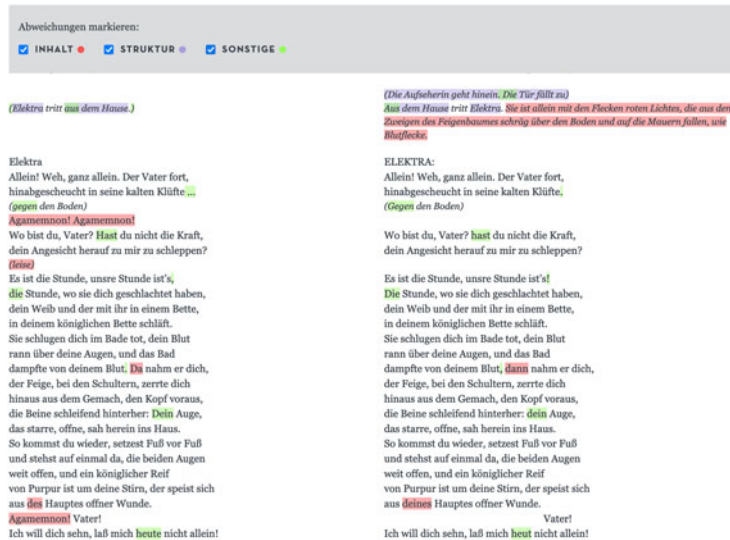 Abweichungen markieren:
INHALT STRUKTUR SONSTIGE
(Elektra tritt aus dem Hause.)
Elektra
Allein! Weh, ganz allein. Der Vater fort,
hinabgescheucht in seine kalten Klüfte ...
(gegen den Boden)
Agamemnon! Agamemnon!
Wo bist du, Vater? Hast du nicht die Kraft,
dein Angesicht herauf zu mir zu schleppen?
(leise)
Es ist die Stunde, unsre Stunde ist's,
die Stunde, wo sie dich geschlachtet haben,
dein Weib und der mit ihr in einem Bette,
in deinem königlichen Bette schläft.
Sie schlugen dich im Bade tot, dein Blut
rann über deine Augen, und das Bad
dampfte von deinem Blut. Da nahm er dich,
der Feige, bei den Schultern, zerrte dich
hinaus aus dem Gemach, den Kopf voraus,
die Beine schleifend hinterher: Dein Auge,
das starre, offne, sah herein ins Haus.
So kommst du wieder, setzest Fuß vor Fuß
und stehst auf einmal da, die beiden Augen
weit offen, und ein königlicher Reif
von Purpur ist um deine Stirn, der speist sich
aus des Hauptes offner Wunde.
Agamemnon! Vater!
Ich will dich sehn, laß mich heute nicht allein!
(Die Aufseherin geht hinein. Die Tür fällt zu)
Aus dem Hause tritt Elektra. Sie ist allein mit den Flecken roten Lichtes, die aus den
Zweigen des Feigenbaumes schräg über den Boden und auf die Mauern fallen, wie
Blutflecke.
ELEKTRA:
Allein! Weh, ganz allein. Der Vater fort,
hinabgescheucht in seine kalten Klüfte.
(Gegen den Boden)
Wo bist du, Vater? hast du nicht die Kraft,
dein Angesicht herauf zu mir zu schleppen?
Es ist die Stunde, unsre Stunde ist's!
Die Stunde, wo sie dich geschlachtet haben,
dein Weib und der mit ihr in einem Bette,
in deinem königlichen Bette schläft.
Sie schlugen dich im Bade tot, dein Blut
rann über deine Augen, und das Bad
dampfte von deinem Blut, dann nahm er dich,
der Feige, bei den Schultern, zerrte dich
hinaus aus dem Gemach, den Kopf voraus,
die Beine schleifend hinterher: dein Auge,
das starre, offne, sah herein ins Haus.
So kommst du wieder, setzest Fuß vor Fuß
und stehst auf einmal da, die beiden Augen
weit offen, und ein königlicher Reif
von Purpur ist um deine Stirn, der speist sich
aus deines Hauptes offner Wunde.
Vater!
Ich will dich sehn, laß mich heut nicht allein!